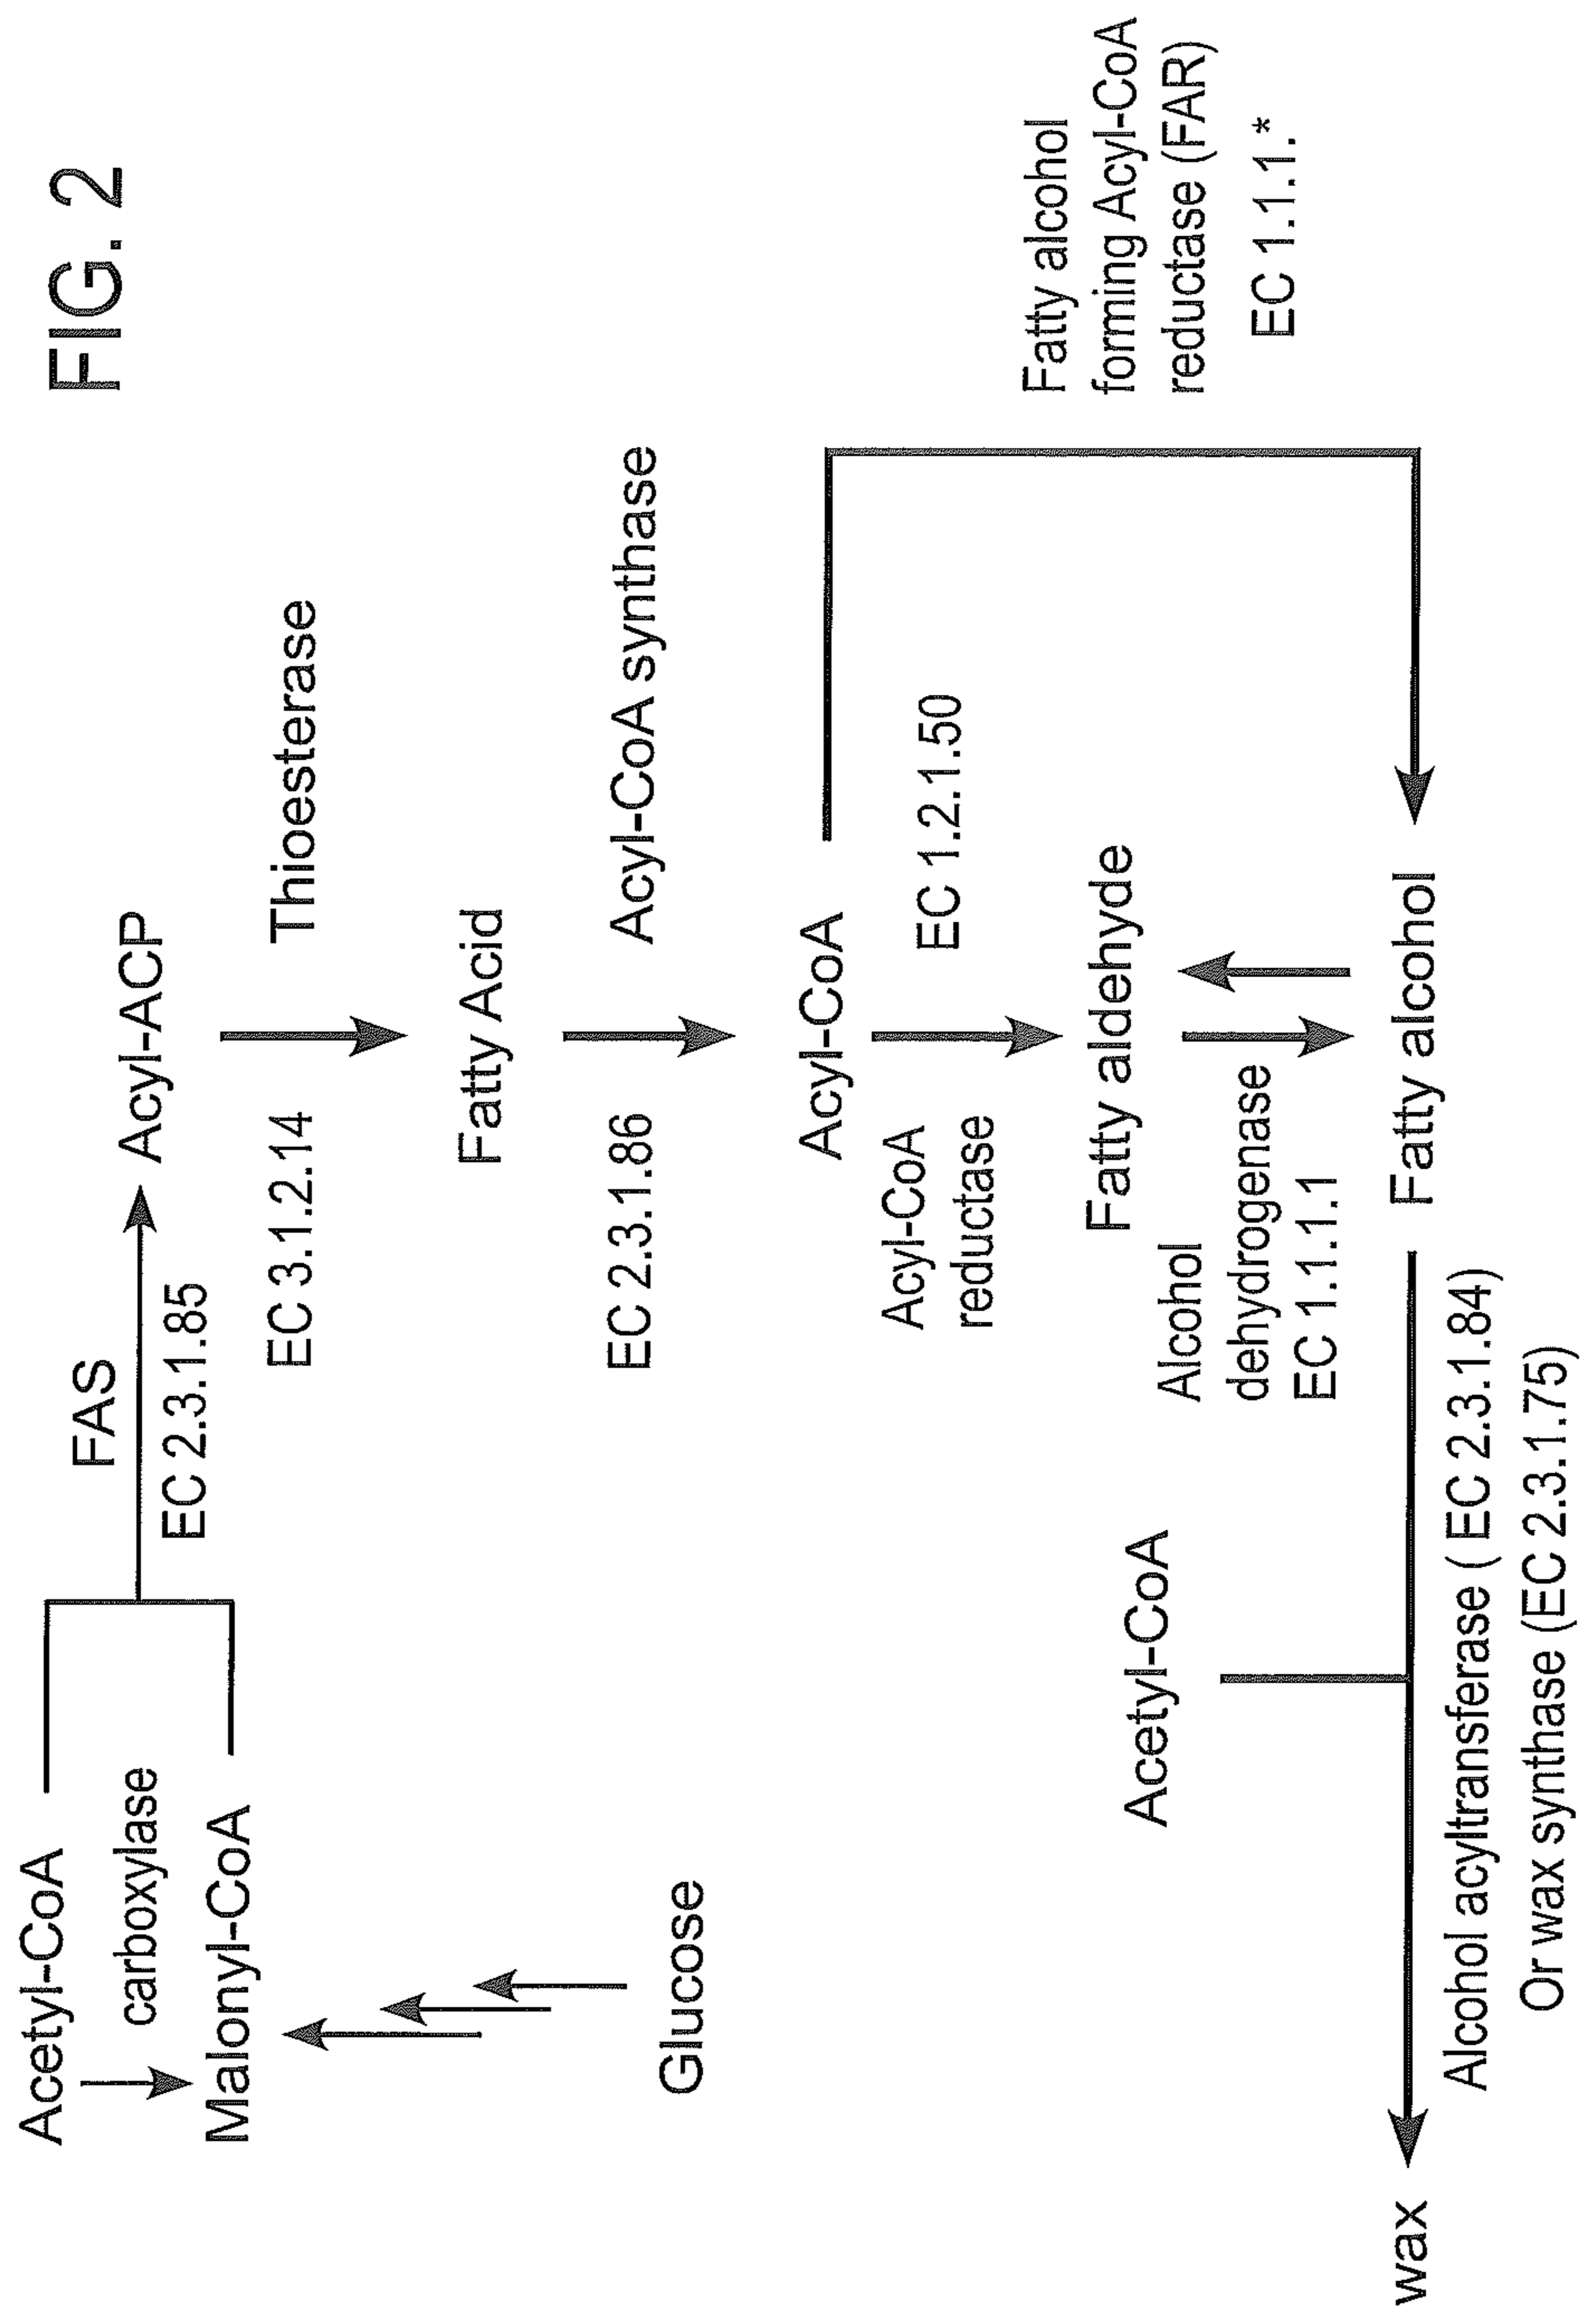 FIG. 2
Acetyl-CoA
carboxylase
Malonyl-CoA
Glucose
FAS
EC 2.3.1.85
Acyl-ACP
EC 3.1.2.14
Thioesterase
Fatty Acid
EC 2.3.1.86
Acyl-CoA synthase
Acyl-CoA
Acyl-CoA
reductase
EC 1.2.1.50
Fatty aldehyde
Alcohol
dehydrogenase
EC 1.1.1.1
Fatty alcohol
Fatty alcohol
forming Acyl-CoA
reductase (FAR)
EC 1.1.1.*
Acetyl-CoA
wax
Alcohol acyltransferase ( EC 2.3.1.84)
Or wax synthase (EC 2.3.1.75)